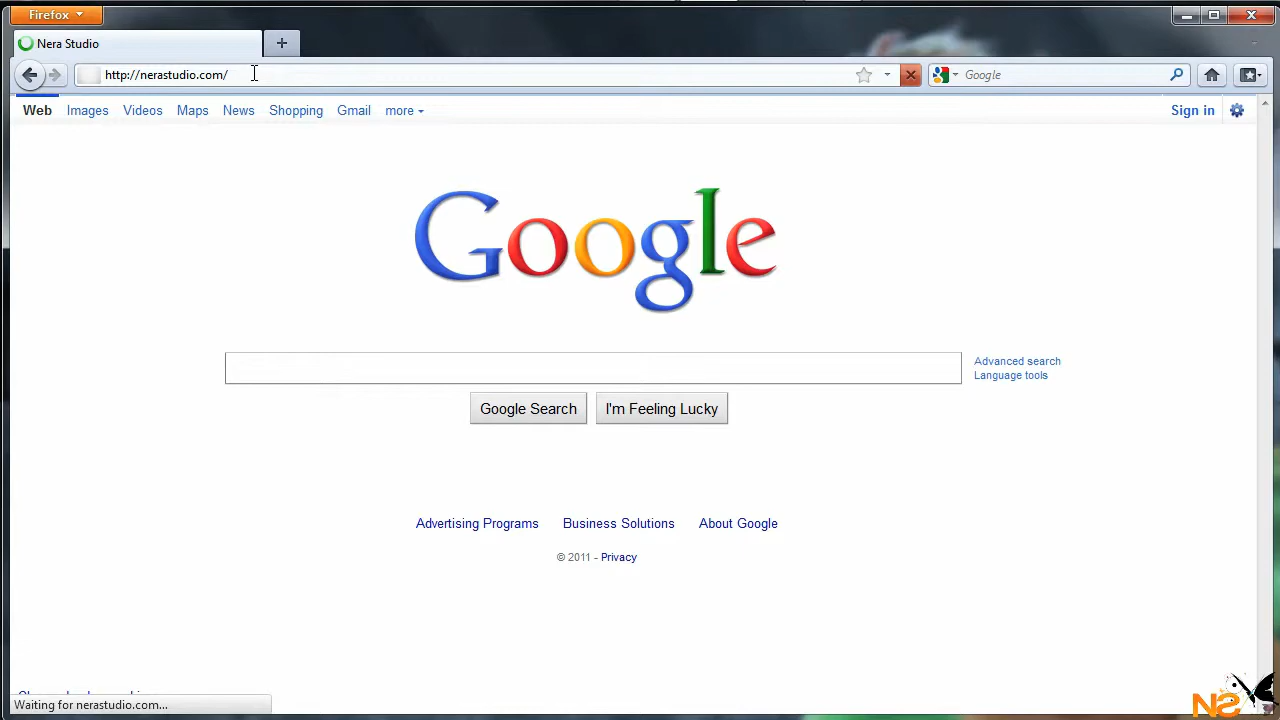 Firefox
Nera Studio
http://nerastudio.com/
Google
Web Images Videos Maps News Shopping Gmail more
Sign in
Google
Advanced search
Language tools
Google Search I'm Feeling Lucky
Advertising Programs Business Solutions About Google
© 2011 - Privacy
Waiting for nerastudio.com...
NS